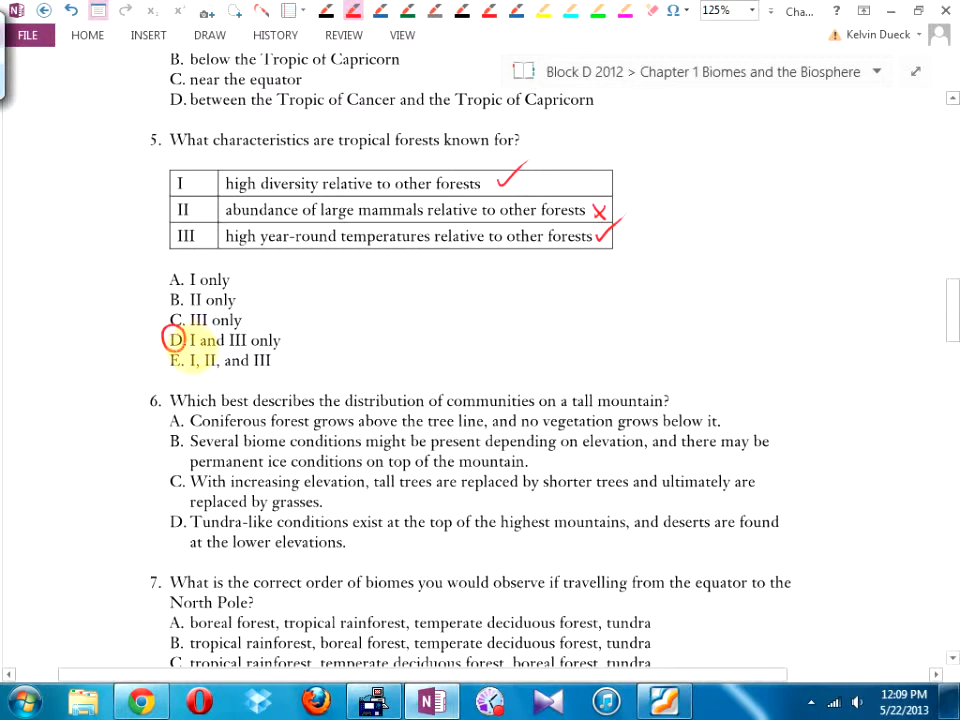 125%
Cha...
FILE
HOME
INSERT
DRAW
HISTORY
REVIEW
VIEW
Kelvin Dueck
B. below the Tropic of Capricorn
Block D 2012 > Chapter 1 Biomes and the Biosphere
C. near the equator
D. between the Tropic of Cancer and the Tropic of Capricorn
5. What characteristics are tropical forests known for?
I high diversity relative to other forests
II abundance of large mammals relative to other forests
III high year-round temperatures relative to other forests
A. I only
B. II only
C. III only
D. I and III only
E. I, II, and III
6. Which best describes the distribution of communities on a tall mountain?
A. Coniferous forest grows above the tree line, and no vegetation grows below it.
B. Several biome conditions might be present depending on elevation, and there may be
permanent ice conditions on top of the mountain.
C. With increasing elevation, tall trees are replaced by shorter trees and ultimately are
replaced by grasses.
D. Tundra-like conditions exist at the top of the highest mountains, and deserts are found
at the lower elevations.
7. What is the correct order of biomes you would observe if travelling from the equator to the
North Pole?
A. boreal forest, tropical rainforest, temperate deciduous forest, tundra
B. tropical rainforest, boreal forest, temperate deciduous forest, tundra
C. tropical rainforest, temperate deciduous forest, boreal forest, tundra
12:09 PM
5/22/2013